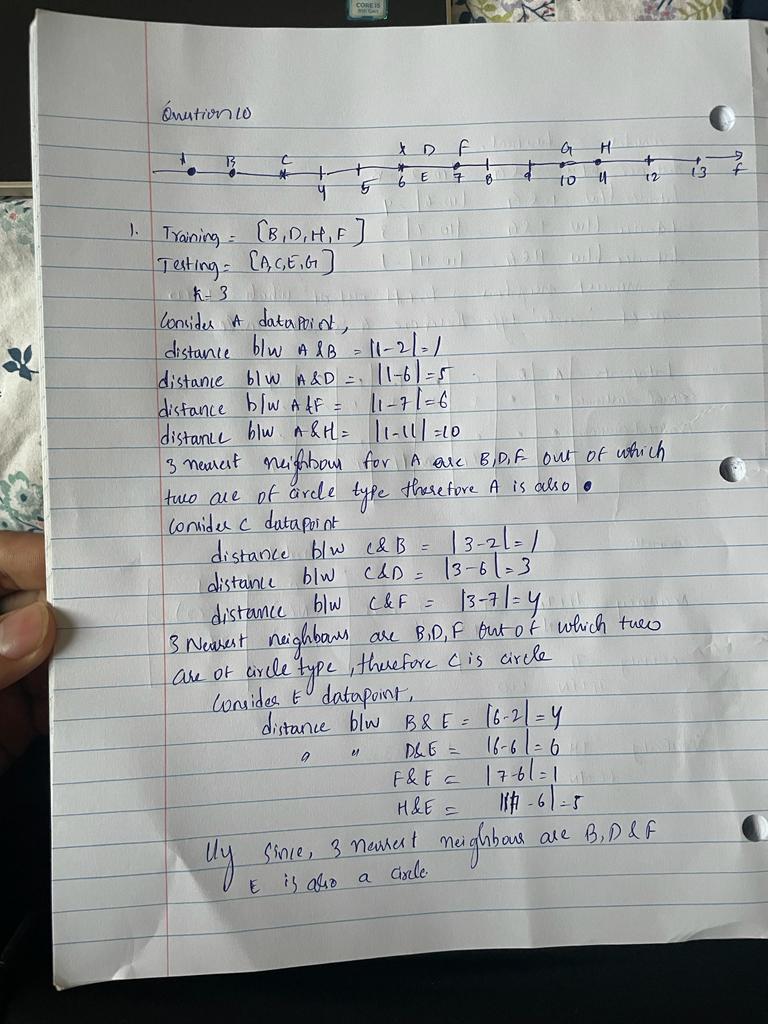 CORE i5
Question 10
A B C X D F G H
4 5 6 E 7 8 9 10 11 12 13 f
1. Training = [B, D, H, F]
Testing = [A, C, E, G]
K = 3
Consider A datapoint,
distance b/w A & B = |1-2| = 1
distance b/w A & D = |1-6| = 5
distance b/w A & F = |1-7| = 6
distance b/w A & H = |1-11| = 10
3 nearest neighbour for A are B, D, F out of which
two are of circle type therefore A is also •
Consider C datapoint
distance b/w C & B = |3-2| = 1
distance b/w C & D = |3-6| = 3
distance b/w C & F = |3-7| = 4
3 Nearest neighbours are B, D, F out of which two
are of circle type, therefore C is circle
Consider E datapoint,
distance b/w B & E = |6-2| = 4
" " D & E = |6-6| = 6
F & E = |7-6| = 1
H & E = |11-6| = 5
lly Since, 3 nearest neighbours are B, D & F
E is also a circle.